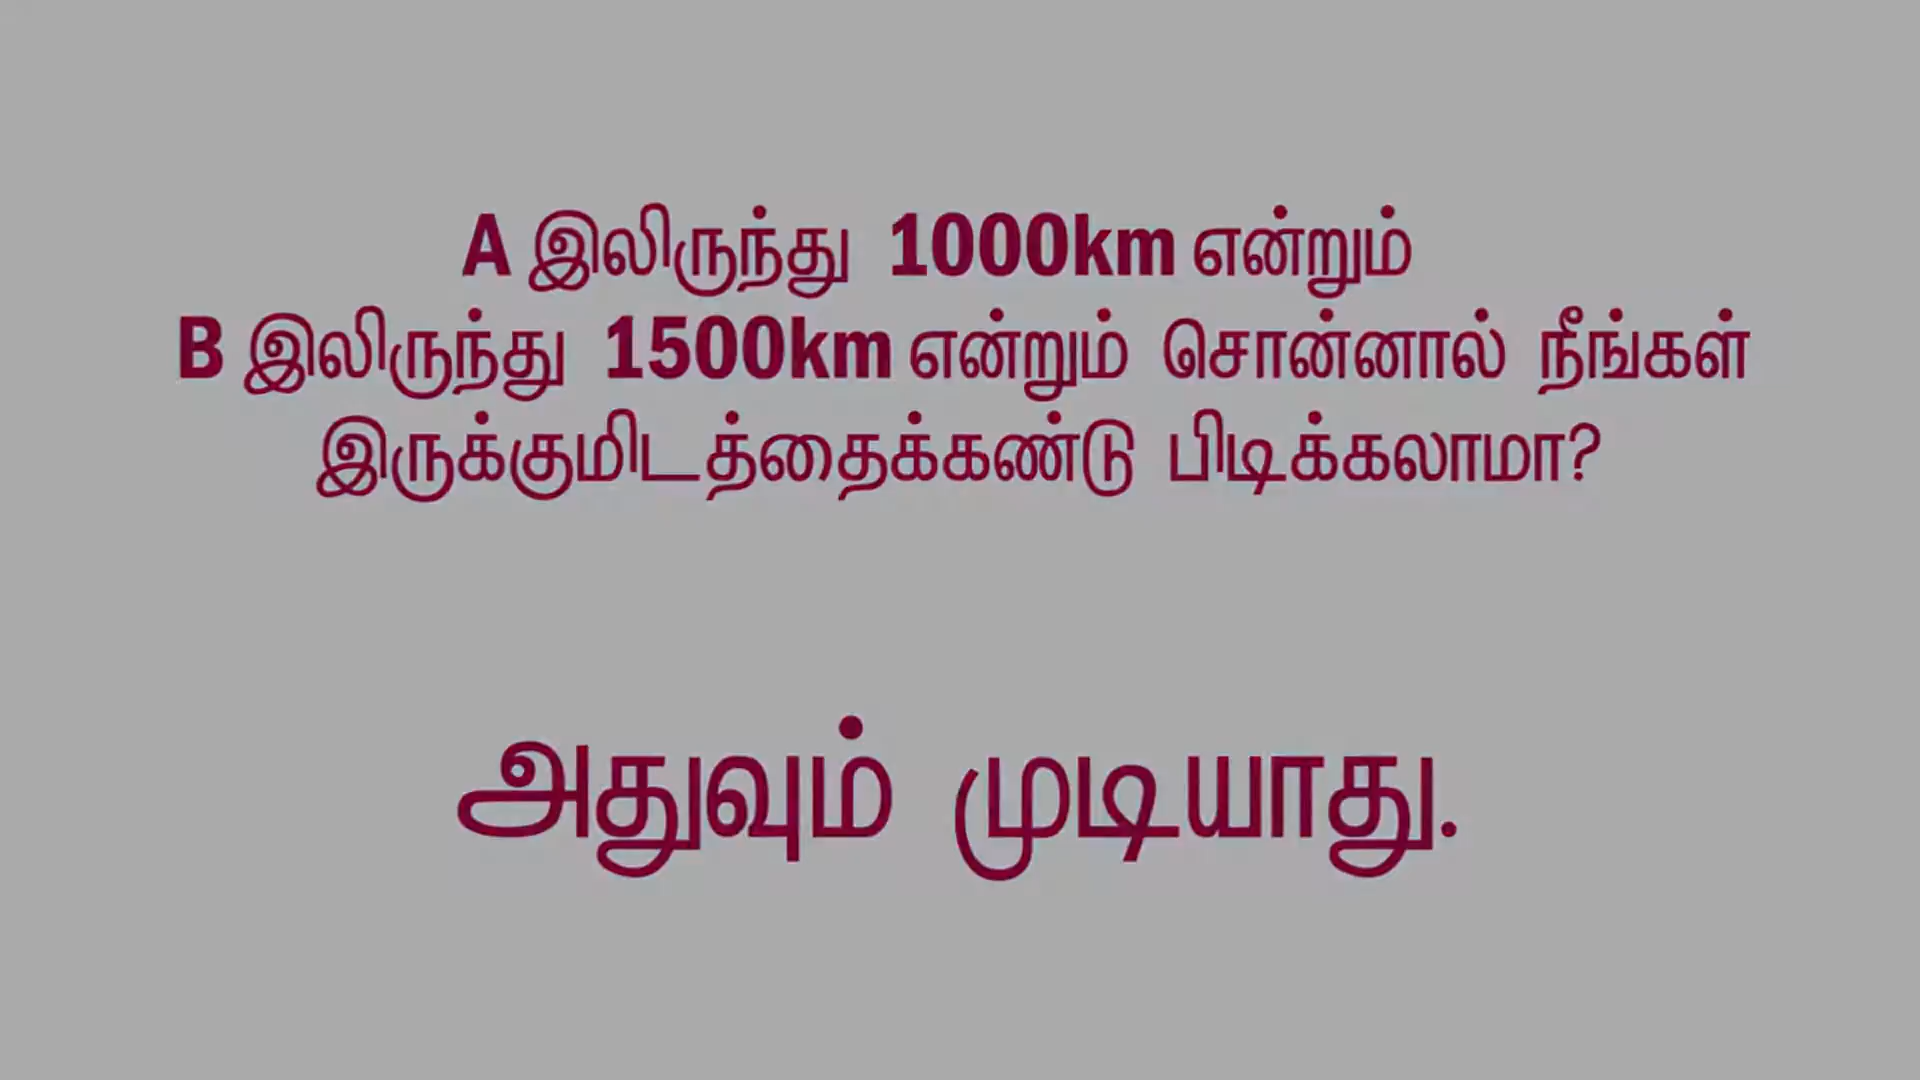 A இலிருந்து 1000km என்றும்
B இலிருந்து 1500km என்றும் சொன்னால் நீங்கள்
இருக்குமிடத்தைக்கண்டு பிடிக்கலாமா?
அதுவும் முடியாது.